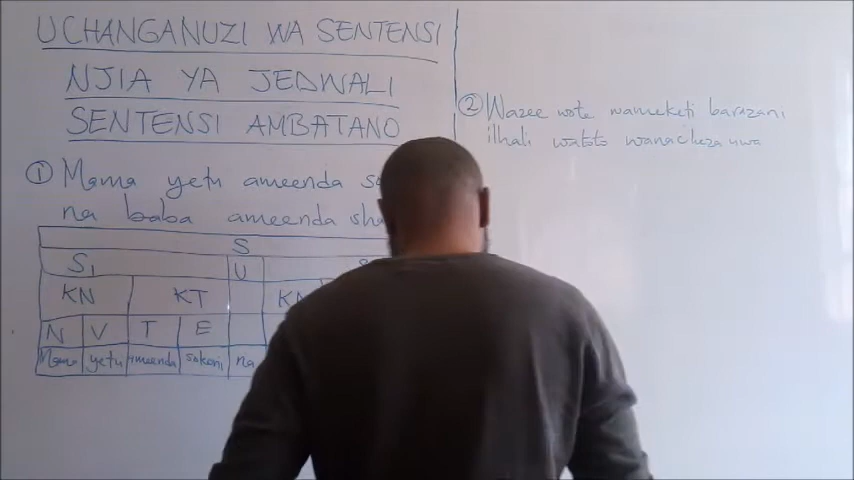 UCHANGANUZI WA SENTENSI
NJIA YA JEDWALI
SENTENSI AMBATANO
① Mama yetu ameenda
na baba ameenda
S
S1 U
KN KT KN
N V T E
Mama yetu ameenda sokoni na
② Wazee wote wameketi barazani
ilhali watoto wanacheza uwa